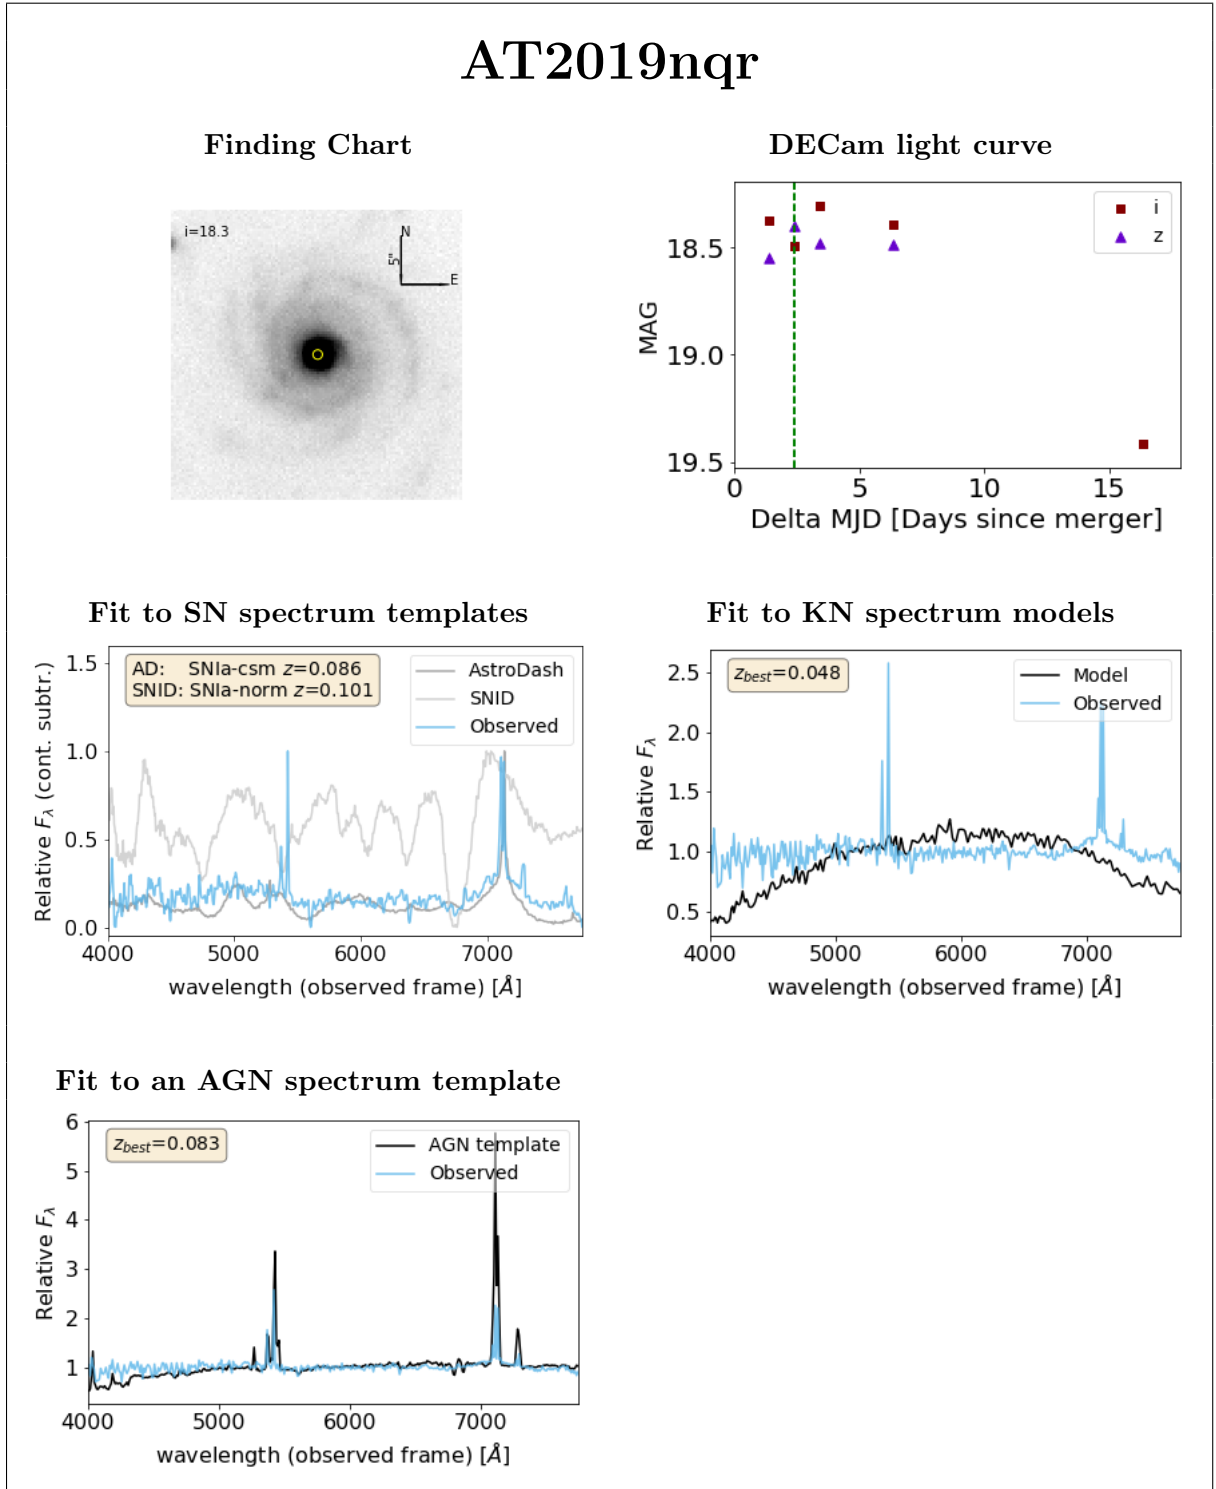 AT2019nqr
Finding Chart
i=18.3
N
5"
E
DECam light curve
i
z
18.5
19.0
19.5
MAG
0 5 10 15
Delta MJD [Days since merger]
Fit to SN spectrum templates
AD: SNIa-csm z=0.086
SNID: SNIa-norm z=0.101
AstroDash
SNID
Observed
1.5
1.0
0.5
0.0
Relative Fλ (cont. subtr.)
4000 5000 6000 7000
wavelength (observed frame) [Å]
Fit to KN spectrum models
zbest=0.048
Model
Observed
2.5
2.0
1.5
1.0
0.5
Relative Fλ
4000 5000 6000 7000
wavelength (observed frame) [Å]
Fit to an AGN spectrum template
zbest=0.083
AGN template
Observed
6
5
4
3
2
1
Relative Fλ
4000 5000 6000 7000
wavelength (observed frame) [Å]